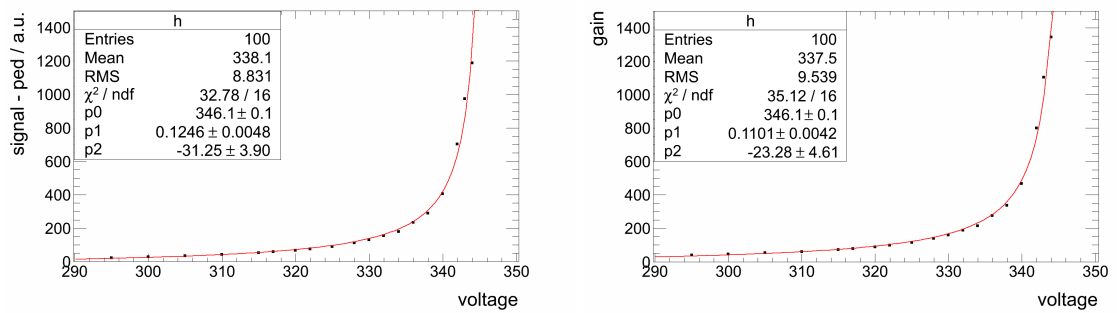 signal - ped / a.u.
h
Entries 100
Mean 338.1
RMS 8.831
χ² / ndf 32.78 / 16
p0 346.1 ± 0.1
p1 0.1246 ± 0.0048
p2 -31.25 ± 3.90
1400
1200
1000
800
600
400
200
0
290 300 310 320 330 340 350
voltage
gain
h
Entries 100
Mean 337.5
RMS 9.539
χ² / ndf 35.12 / 16
p0 346.1 ± 0.1
p1 0.1101 ± 0.0042
p2 -23.28 ± 4.61
1400
1200
1000
800
600
400
200
0
290 300 310 320 330 340 350
voltage